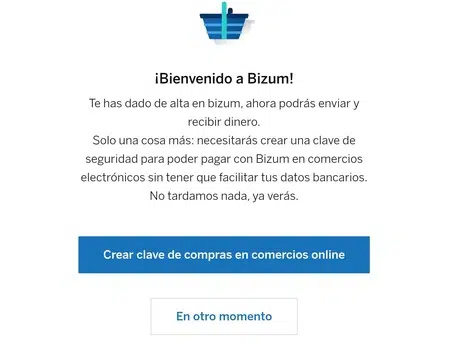 ¡Bienvenido a Bizum!
Te has dado de alta en bizum, ahora podrás enviar y
recibir dinero.
Solo una cosa más: necesitarás crear una clave de
seguridad para poder pagar con Bizum en comercios
electrónicos sin tener que facilitar tus datos bancarios.
No tardamos nada, ya verás.
Crear clave de compras en comercios online
En otro momento